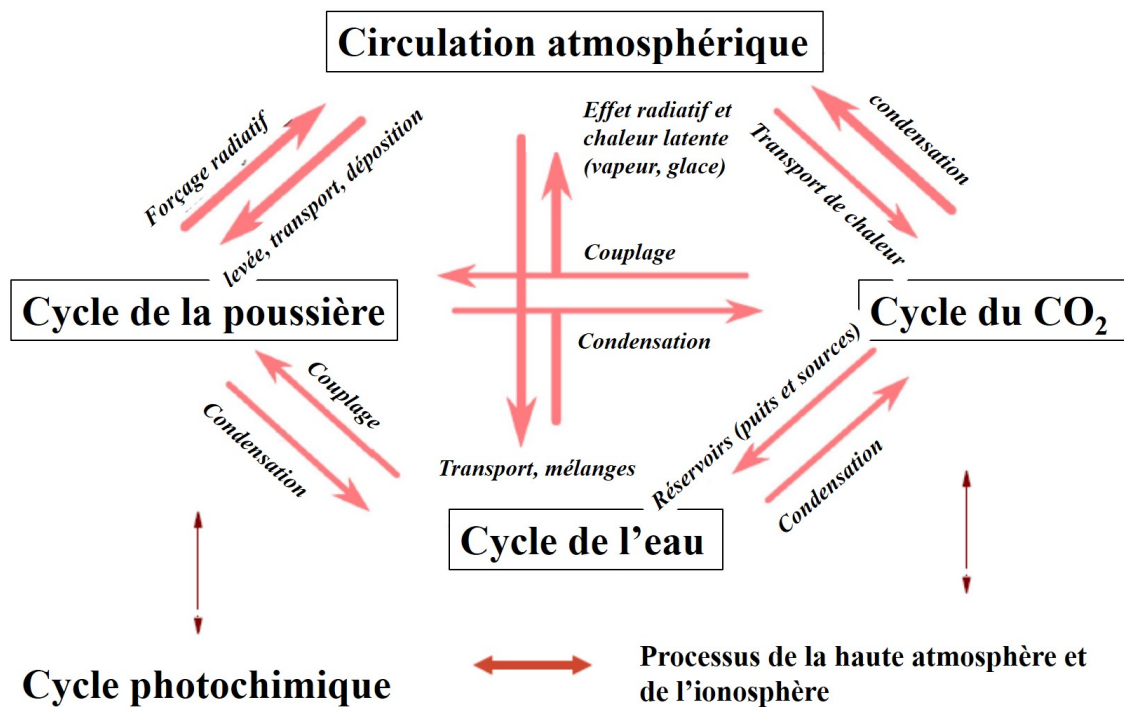 Circulation atmosphérique
Forçage radiatif
levée, transport, déposition
Effet radiatif et
chaleur latente
(vapeur, glace)
Transport de chaleur
condensation
Couplage
Cycle de la poussière
Cycle du CO₂
Condensation
Couplage
Condensation
Transport, mélanges
Réservoirs (puits et sources)
Condensation
Cycle de l’eau
Cycle photochimique
Processus de la haute atmosphère et
de l’ionosphère